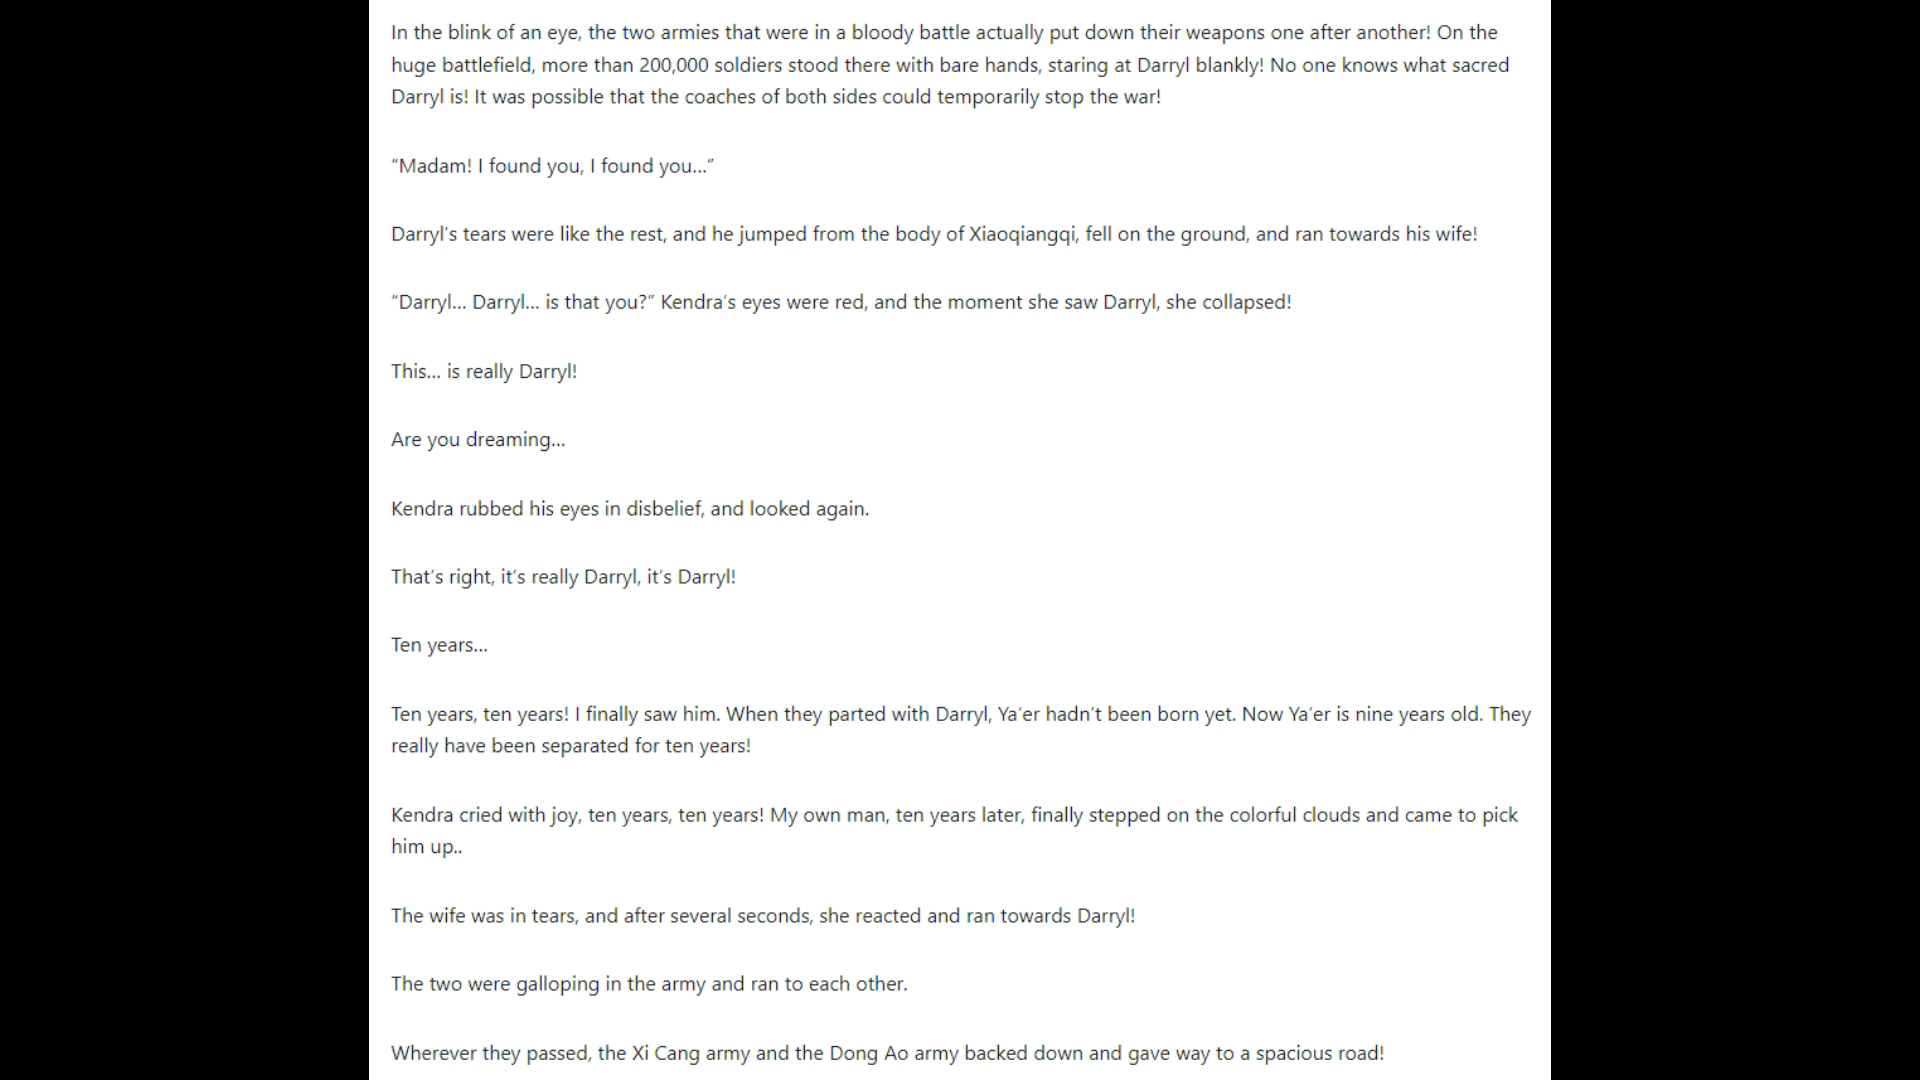 In the blink of an eye, the two armies that were in a bloody battle actually put down their weapons one after another! On the
huge battlefield, more than 200,000 soldiers stood there with bare hands, staring at Darryl blankly! No one knows what sacred
Darryl is! It was possible that the coaches of both sides could temporarily stop the war!
“Madam! I found you, I found you…”
Darryl’s tears were like the rest, and he jumped from the body of Xiaoqiangqi, fell on the ground, and ran towards his wife!
“Darryl… Darryl… is that you?” Kendra’s eyes were red, and the moment she saw Darryl, she collapsed!
This… is really Darryl!
Are you dreaming…
Kendra rubbed his eyes in disbelief, and looked again.
That’s right, it’s really Darryl, it’s Darryl!
Ten years…
Ten years, ten years! I finally saw him. When they parted with Darryl, Ya’er hadn’t been born yet. Now Ya’er is nine years old. They
really have been separated for ten years!
Kendra cried with joy, ten years, ten years! My own man, ten years later, finally stepped on the colorful clouds and came to pick
him up..
The wife was in tears, and after several seconds, she reacted and ran towards Darryl!
The two were galloping in the army and ran to each other.
Wherever they passed, the Xi Cang army and the Dong Ao army backed down and gave way to a spacious road!